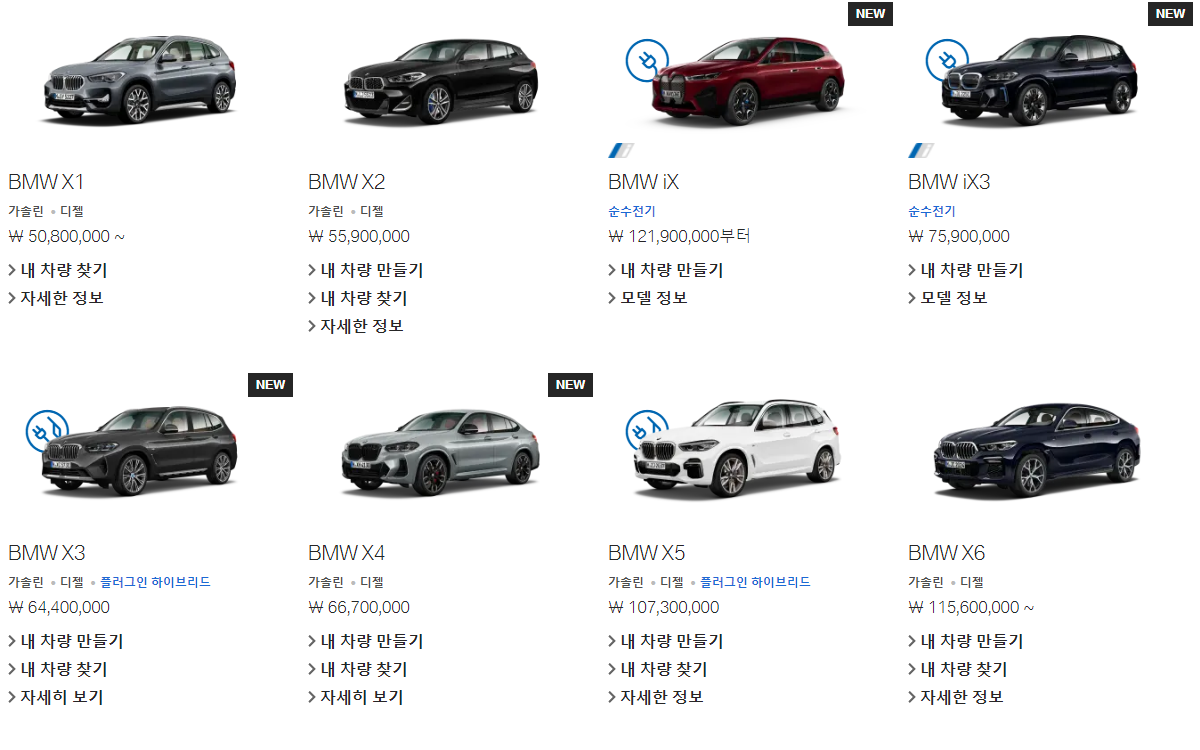 NEW
NEW
BMW X1
가솔린 • 디젤
₩ 50,800,000 ~
내 차량 찾기
자세한 정보
BMW X2
가솔린 • 디젤
₩ 55,900,000
내 차량 만들기
내 차량 찾기
자세한 정보
BMW iX
순수전기
₩ 121,900,000부터
내 차량 만들기
모델 정보
BMW iX3
순수전기
₩ 75,900,000
내 차량 만들기
모델 정보
NEW
NEW
BMW X3
가솔린 • 디젤 • 플러그인 하이브리드
₩ 64,400,000
내 차량 만들기
내 차량 찾기
자세히 보기
BMW X4
가솔린 • 디젤
₩ 66,700,000
내 차량 만들기
내 차량 찾기
자세히 보기
BMW X5
가솔린 • 디젤 • 플러그인 하이브리드
₩ 107,300,000
내 차량 만들기
내 차량 찾기
자세한 정보
BMW X6
가솔린 • 디젤
₩ 115,600,000 ~
내 차량 만들기
내 차량 찾기
자세한 정보